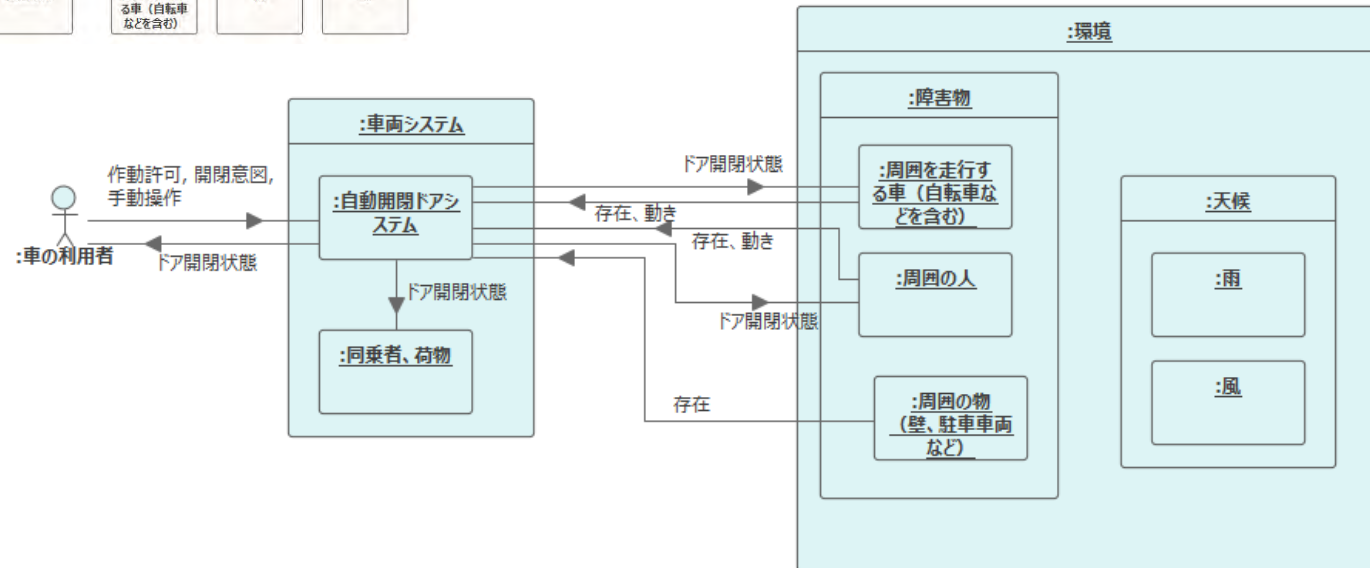 る車（自転車
などを含む）
:環境
:障害物
:車両システム
ドア開閉状態
:周囲を走行す
る車（自転車な
どを含む）
作動許可, 開閉意図,
手動操作
:自動開閉ドアシ
ステム
:天候
存在、動き
存在、動き
:車の利用者
ドア開閉状態
:周囲の人
:雨
ドア開閉状態
ドア開閉状態
:同乗者、荷物
:風
存在
:周囲の物
（壁、駐車車両
など）